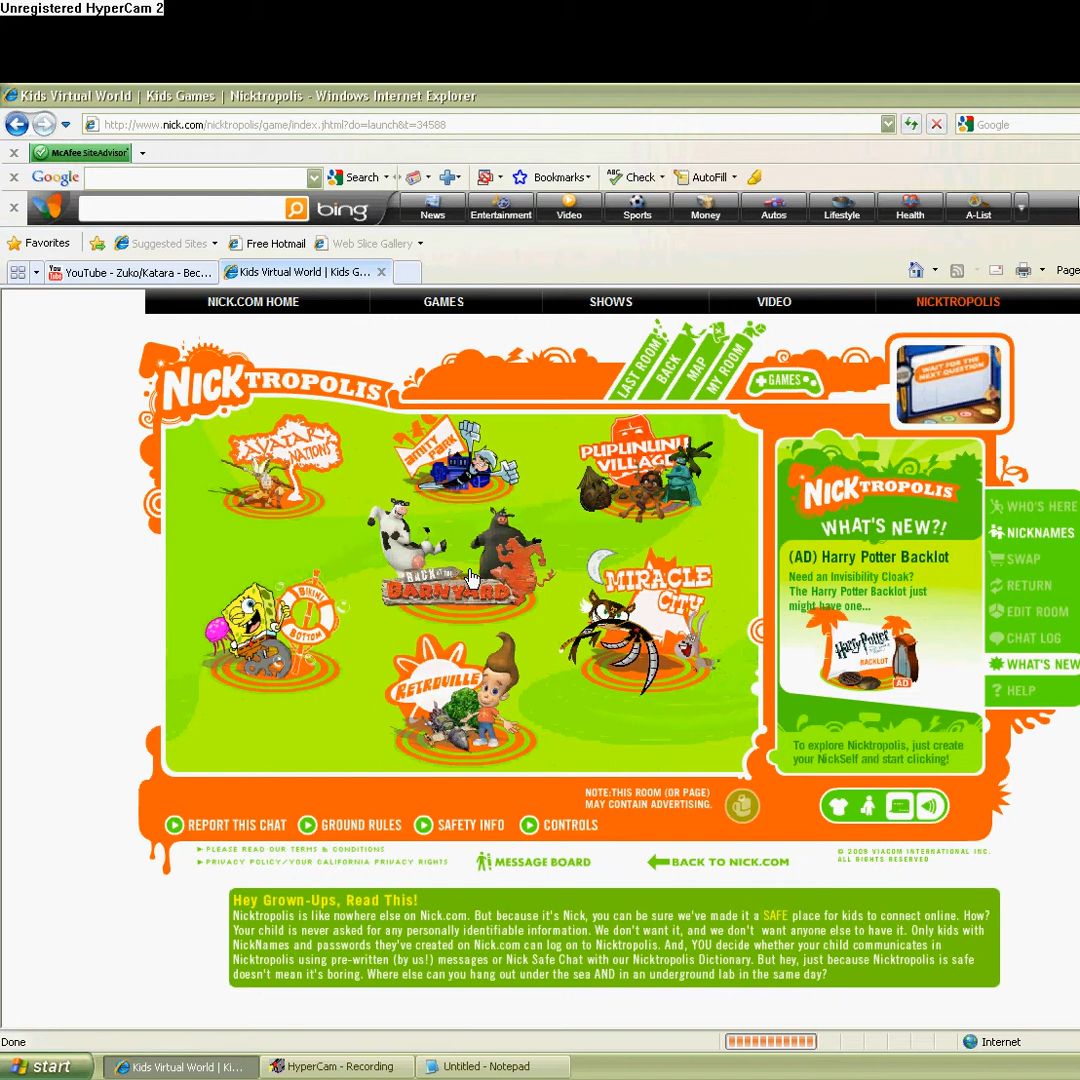 Unregistered HyperCam 2
Kids Virtual World | Kids Games | Nicktropolis - Windows Internet Explorer
http://www.nick.com/nicktropolis/game/index.jhtml?do=launch&t=34588
Google
McAfee SiteAdvisor
Google
Search
Bookmarks
Check
AutoFill
bing
News
Entertainment
Video
Sports
Money
Autos
Lifestyle
Health
A-List
Favorites
Suggested Sites
Free Hotmail
Web Slice Gallery
YouTube - Zuko/Katara - Bec...
Kids Virtual World | Kids G...
Page
NICK.COM HOME
GAMES
SHOWS
VIDEO
NICKTROPOLIS
NICKTROPOLIS
LAST ROOM
BACK
MAP
MY ROOM
GAMES
WAIT FOR THE
NEXT QUESTION
AVATAR
NATIONS
AMITY
PARK
PUPUNUNU
VILLAGE
BACK AT THE
BARNYARD
MIRACLE
CITY
BIKINI
BOTTOM
RETROVILLE
NICKTROPOLIS
WHAT'S NEW?!
(AD) Harry Potter Backlot
Need an Invisibility Cloak?
The Harry Potter Backlot just
might have one...
Harry Potter
BACKLOT
AD
To explore Nicktropolis, just create
your NickSelf and start clicking!
WHO'S HERE
NICKNAMES
SWAP
RETURN
EDIT ROOM
CHAT LOG
WHAT'S NEW
? HELP
NOTE:THIS ROOM (OR PAGE)
MAY CONTAIN ADVERTISING.
REPORT THIS CHAT
GROUND RULES
SAFETY INFO
CONTROLS
PLEASE READ OUR TERMS & CONDITIONS
PRIVACY POLICY/YOUR CALIFORNIA PRIVACY RIGHTS
MESSAGE BOARD
BACK TO NICK.COM
© 2009 VIACOM INTERNATIONAL INC.
ALL RIGHTS RESERVED
Hey Grown-Ups, Read This!
Nicktropolis is like nowhere else on Nick.com. But because it's Nick, you can be sure we've made it a SAFE place for kids to connect online. How?
Your child is never asked for any personally identifiable information. We don't want it, and we don't want anyone else to have it. Only kids with
NickNames and passwords they've created on Nick.com can log on to Nicktropolis. And, YOU decide whether your child communicates in
Nicktropolis using pre-written (by us!) messages or Nick Safe Chat with our Nicktropolis Dictionary. But hey, just because Nicktropolis is safe
doesn't mean it's boring. Where else can you hang out under the sea AND in an underground lab in the same day?
Done
Internet
start
Kids Virtual World | Ki...
HyperCam - Recording
Untitled - Notepad